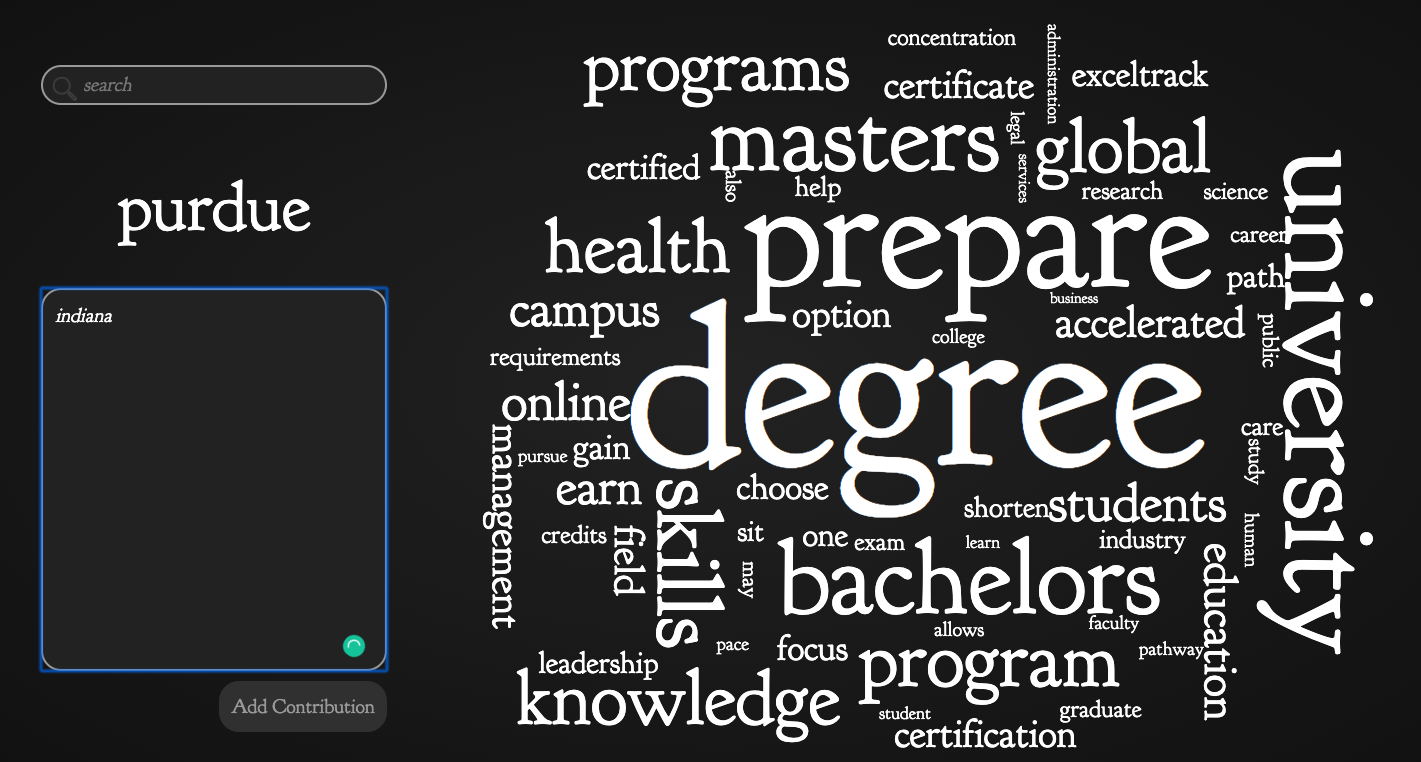 search
purdue
indiana
Add Contribution
concentration
administration
programs
certificate
exceltrack
legal
masters
services
global
certified
also
help
research
science
university
health
prepare
career
path
business
campus
option
accelerated
public
college
requirements
degree
online
care
study
management
pursue
gain
earn
skills
choose
shorten
students
credits
field
sit
one
exam
learn
industry
human
education
may
bachelors
allows
faculty
pace
focus
program
pathway
leadership
knowledge
student
graduate
certification